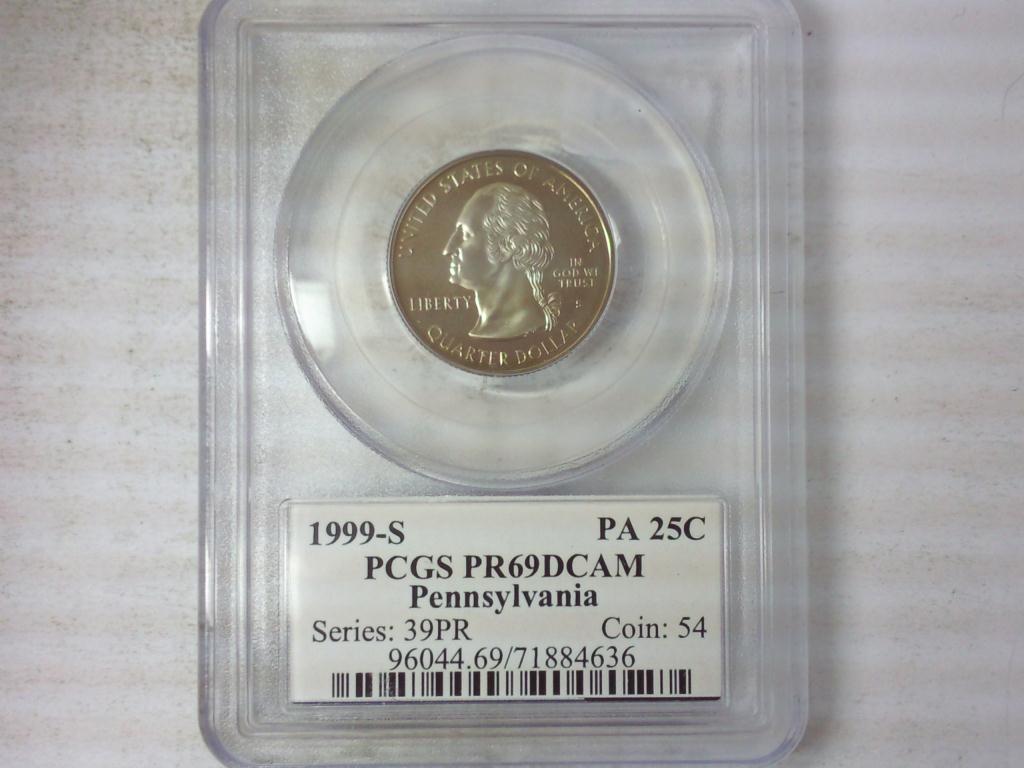 UNITED STATES OF AMERICA
IN
GOD WE
TRUST
LIBERTY
S
QUARTER DOLLAR
1999-S PA 25C
PCGS PR69DCAM
Pennsylvania
Series: 39PR Coin: 54
96044.69/71884636